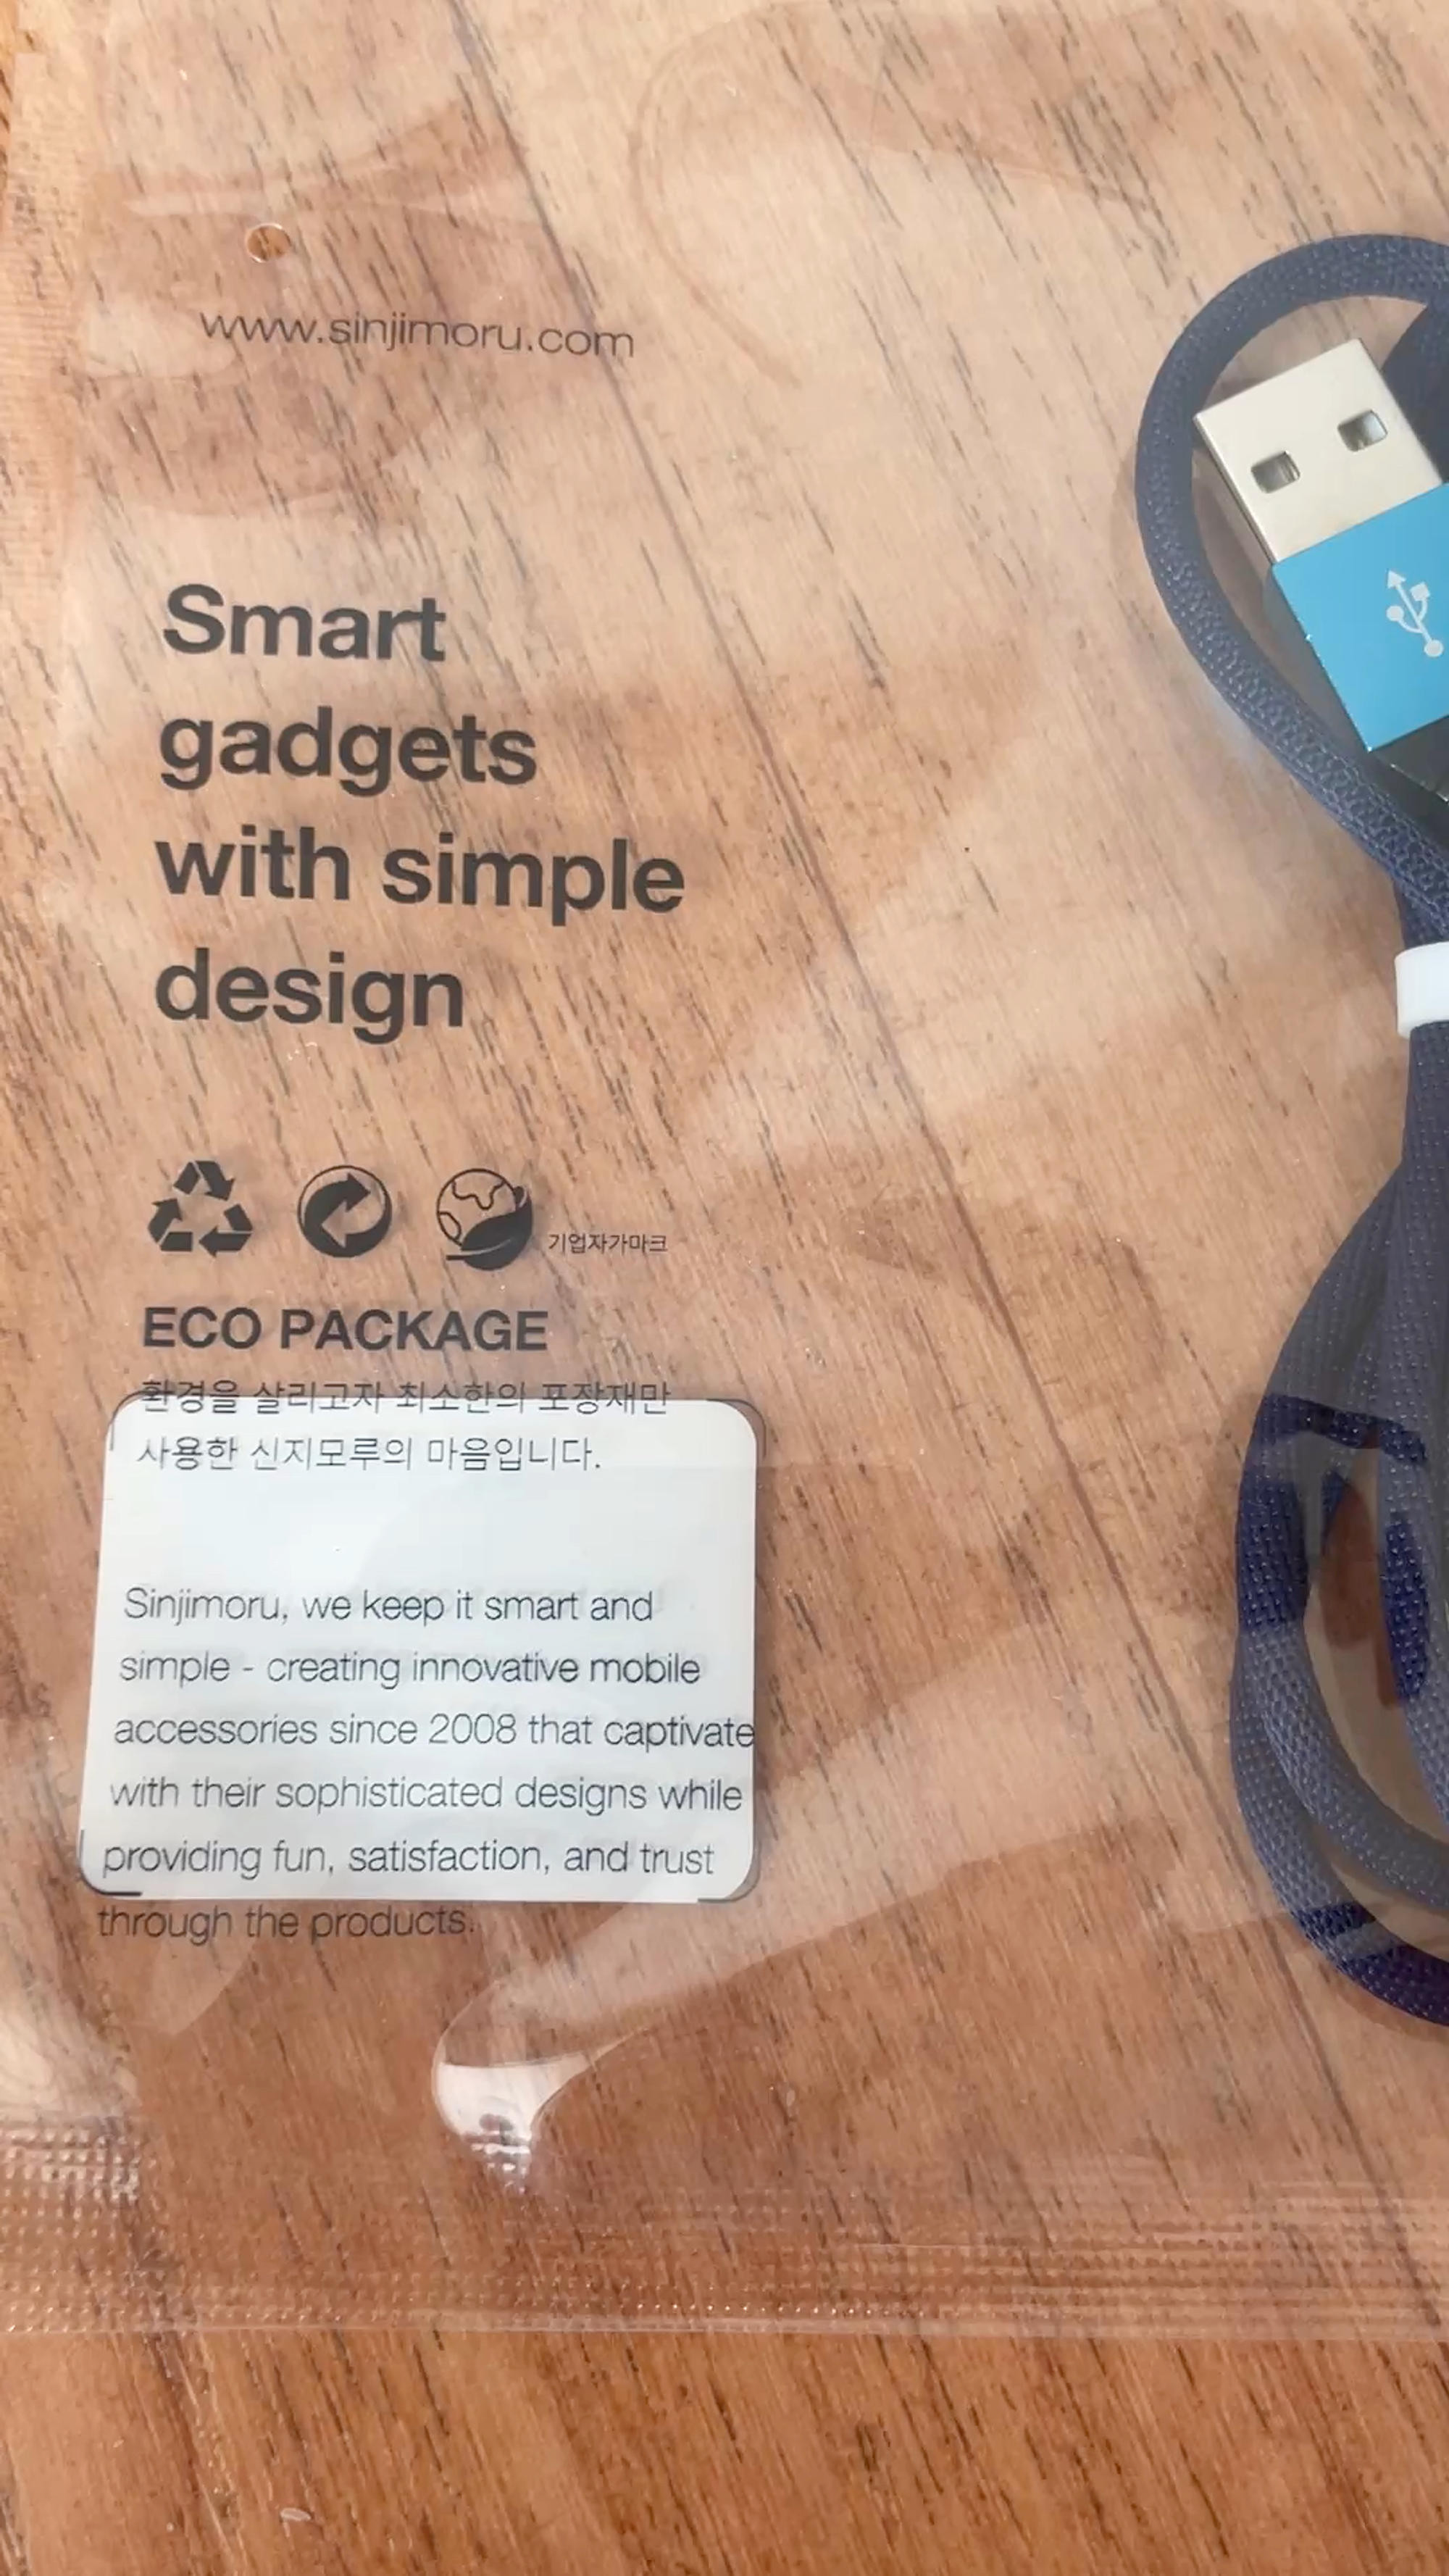 www.sinjimoru.com
Smart
gadgets
with simple
design
기업자가마크
ECO PACKAGE
환경을 살리고자 최소한의 포장재만
사용한 신지모루의 마음입니다.
Sinjimoru, we keep it smart and
simple - creating innovative mobile
accessories since 2008 that captivate
with their sophisticated designs while
providing fun, satisfaction, and trust
through the products.